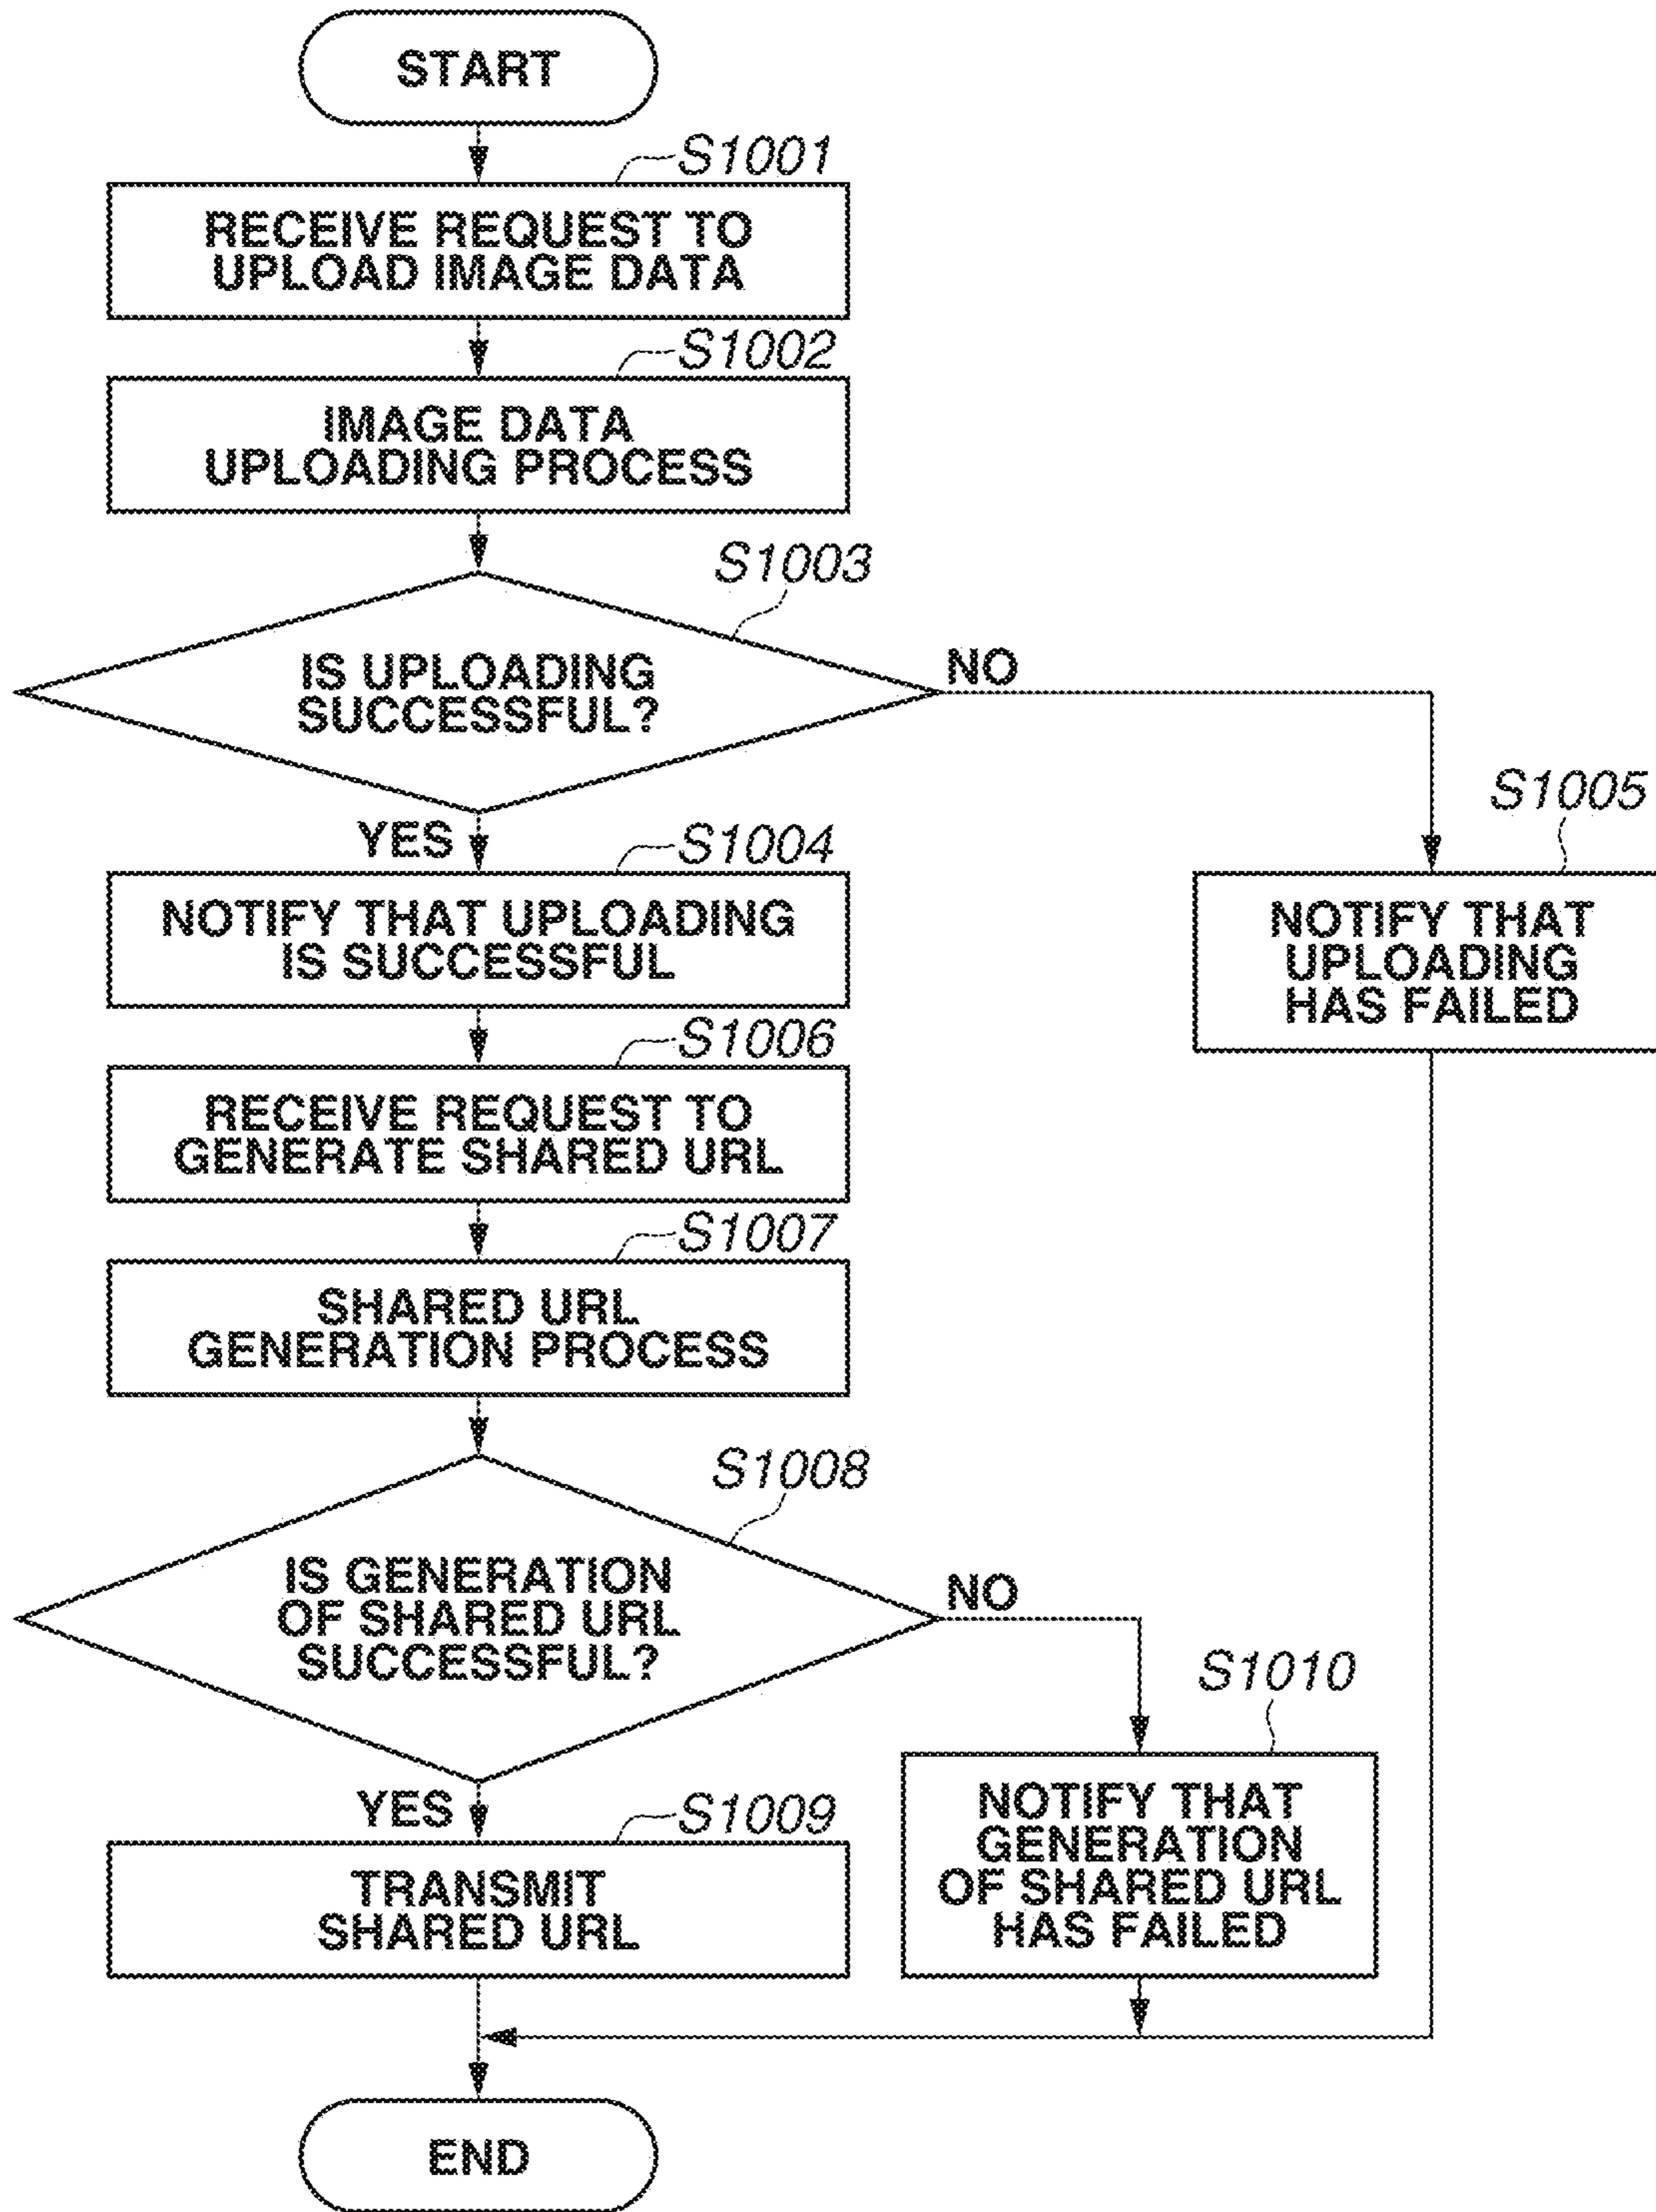 START
S1001
RECEIVE REQUEST TO
UPLOAD IMAGE DATA
S1002
IMAGE DATA
UPLOADING PROCESS
S1003
IS UPLOADING
SUCCESSFUL?
NO
YES
S1004
NOTIFY THAT UPLOADING
IS SUCCESSFUL
S1005
NOTIFY THAT
UPLOADING
HAS FAILED
S1006
RECEIVE REQUEST TO
GENERATE SHARED URL
S1007
SHARED URL
GENERATION PROCESS
S1008
IS GENERATION
OF SHARED URL
SUCCESSFUL?
NO
S1010
NOTIFY THAT
GENERATION
OF SHARED URL
HAS FAILED
YES
S1009
TRANSMIT
SHARED URL
END